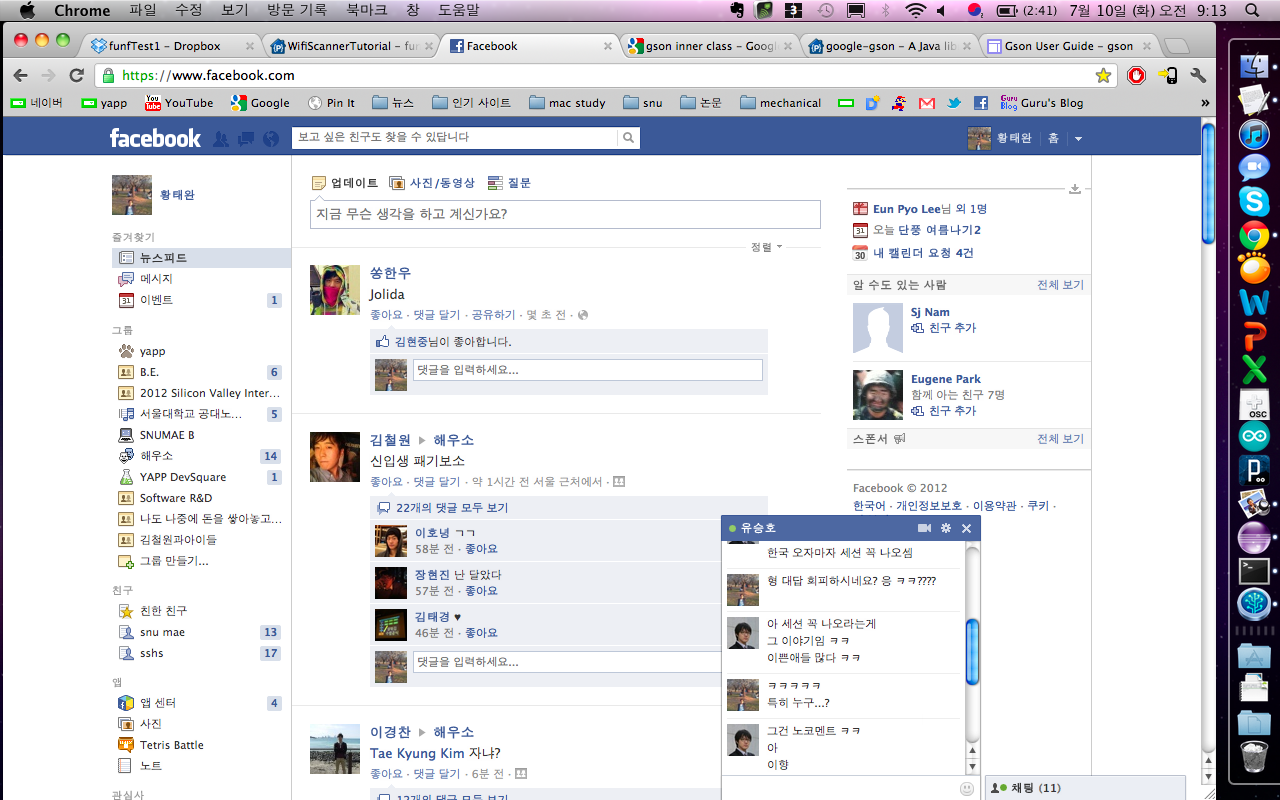 Chrome 파일 수정 보기 방문 기록 북마크 창 도움말
(2:41) 7월 10일 (화) 오전 9:13
funfTest1 – Dropbox
WifiScannerTutorial – fun
Facebook
gson inner class – Googl
google-gson – A Java lib
Gson User Guide – gson
https://www.facebook.com
네이버 yapp YouTube Google Pin It 뉴스 인기 사이트 mac study snu 논문 mechanical Guru's Blog »
facebook
보고 싶은 친구도 찾을 수 있답니다
황태완 홈
황태완
즐겨찾기
뉴스피드
메시지
이벤트 1
그룹
yapp
B.E. 6
2012 Silicon Valley Inter...
서울대학교 공대노... 5
SNUMAE B
해우소 14
YAPP DevSquare 1
Software R&D
나도 나중에 돈을 쌓아놓고...
김철원과아이들
그룹 만들기...
친구
친한 친구
snu mae 13
sshs 17
앱
앱 센터 4
사진
Tetris Battle
노트
관심사
업데이트 사진/동영상 질문
지금 무슨 생각을 하고 계신가요?
정렬
쏭한우
Jolida
좋아요 · 댓글 달기 · 공유하기 · 몇 초 전 ·
김현중님이 좋아합니다.
댓글을 입력하세요...
김철원 ▶ 해우소
신입생 패기보소
좋아요 · 댓글 달기 · 약 1시간 전 서울 근처에서 ·
22개의 댓글 모두 보기
이호녕 ㄱㄱ
58분 전 · 좋아요
장현진 난 달았다
57분 전 · 좋아요
김태경 ♥
46분 전 · 좋아요
댓글을 입력하세요...
이경찬 ▶ 해우소
Tae Kyung Kim 자냐?
좋아요 · 댓글 달기 · 6분 전 ·
12개의 댓글 모두 보기
Eun Pyo Lee님 외 1명
오늘 단풍 여름나기2
내 캘린더 요청 4건
알 수도 있는 사람 전체 보기
Sj Nam
친구 추가
Eugene Park
함께 아는 친구 7명
친구 추가
스폰서 전체 보기
Facebook © 2012
한국어 · 개인정보보호 · 이용약관 · 쿠키 ·
유승호
한국 오자마자 세션 꼭 나오셈
형 대답 회피하시네요? 응 ㅋㅋ????
아 세션 꼭 나오라는게
그 이야기임 ㅋㅋ
이쁜애들 많다 ㅋㅋ
ㅋㅋㅋㅋㅋ
특히 누구...?
그건 노코멘트 ㅋㅋ
아
이향
채팅 (11)